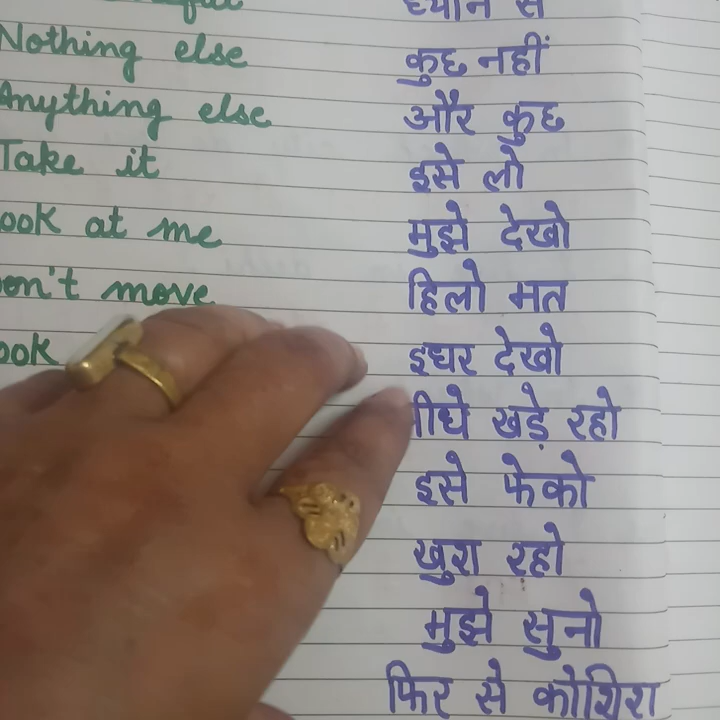 ध्यान से
Nothing else कुछ नहीं
Anything else और कुछ
Take it इसे लो
ook at me मुझे देखो
on't move हिलो मत
ook इधर देखो
ीधे खड़े रहो
इसे फेको
खुश रहो
मुझे सुनो
फिर से कोशिश